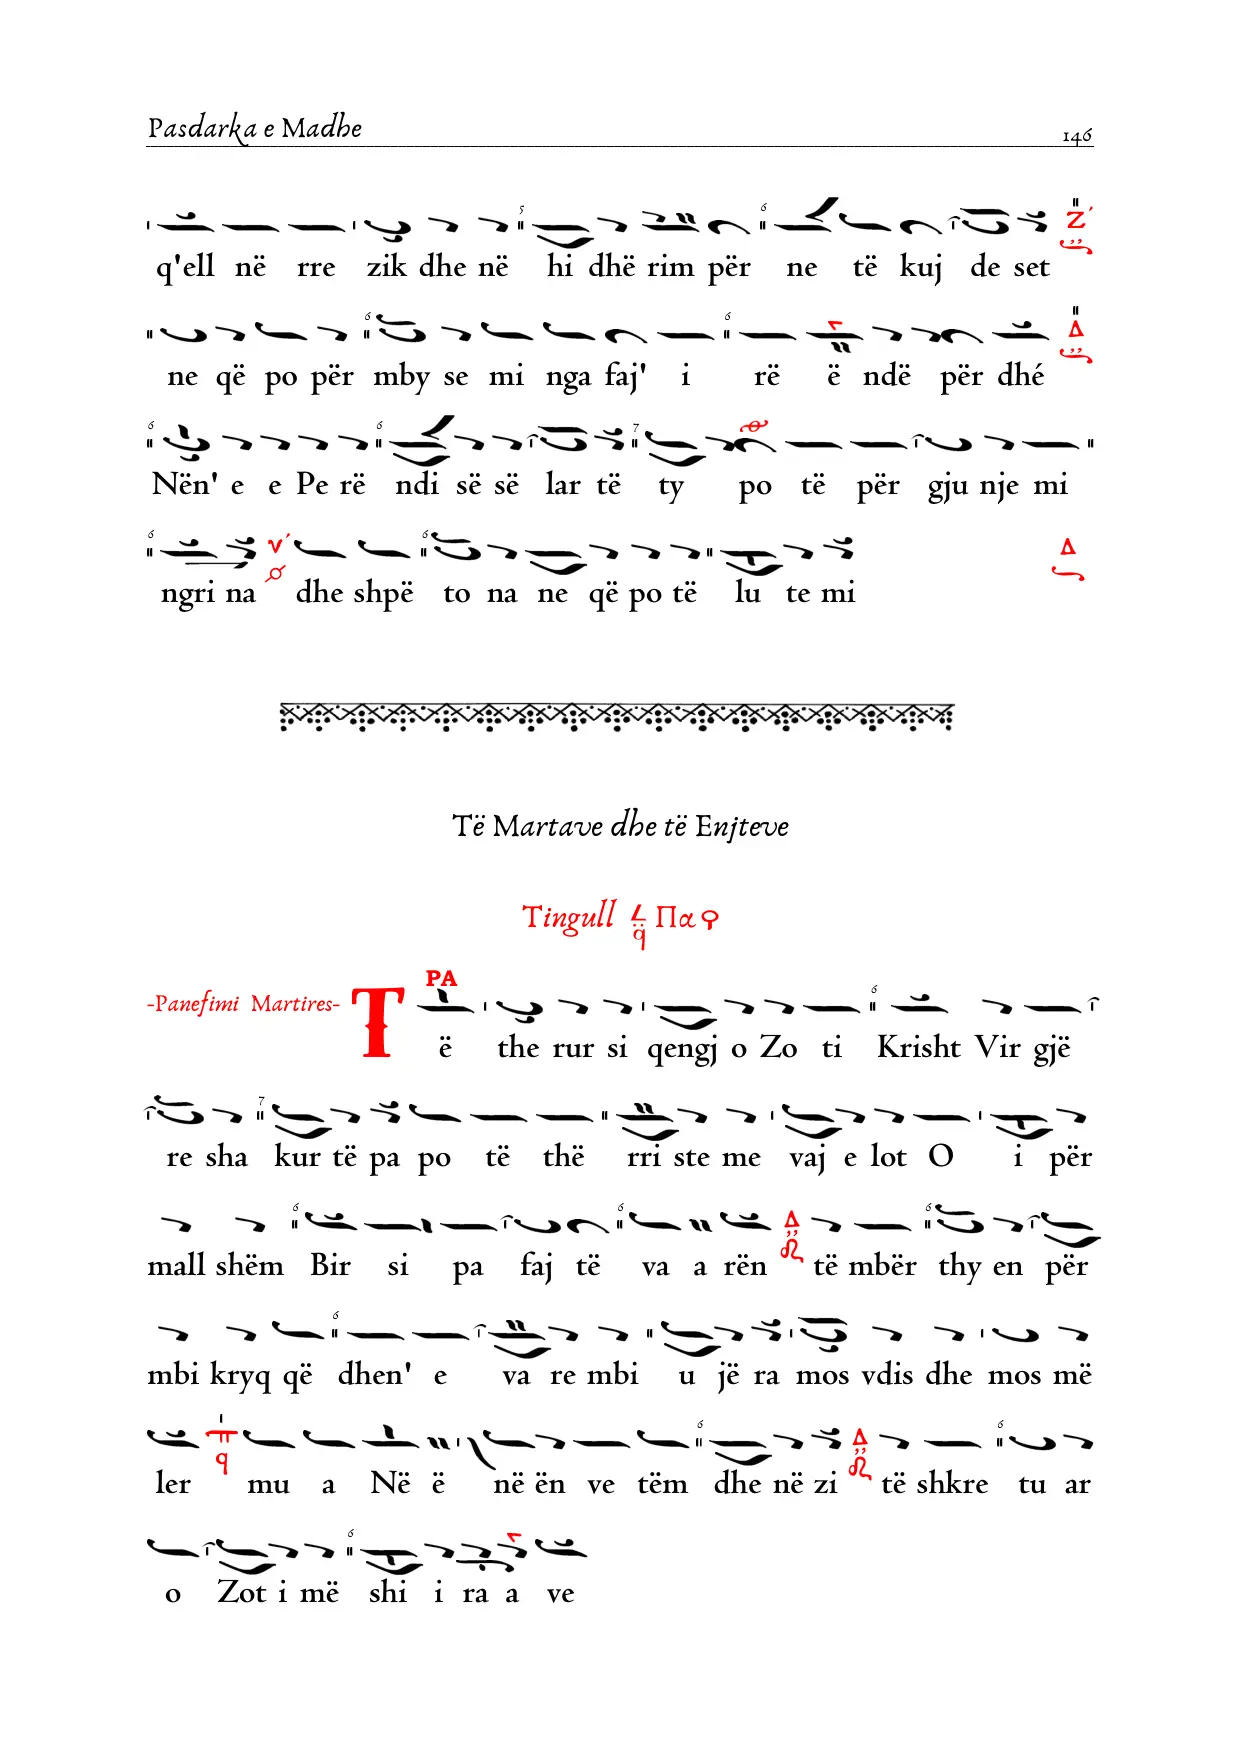 Pasdarka e Madhe 146
q'ell në rre zik dhe në hi dhë rim për ne të kuj de set
ne që po për mby se mi nga faj' i rë ë ndë për dhé
Nën' e e Pe rë ndi së së lar të ty po të për gju nje mi
ngri na dhe shpë to na ne që po të lu te mi
Të Martave dhe të Enjteve
Tingull Πα
-Panefimi Martires- T ë the rur si qengj o Zo ti Krisht Vir gjë
re sha kur të pa po të thë rri ste me vaj e lot O i për
mall shëm Bir si pa faj të va a rën të mbër thy en për
mbi kryq që dhen' e va re mbi u jë ra mos vdis dhe mos më
ler mu a Në ë në ën ve tëm dhe në zi të shkre tu ar
o Zot i më shi i ra a ve